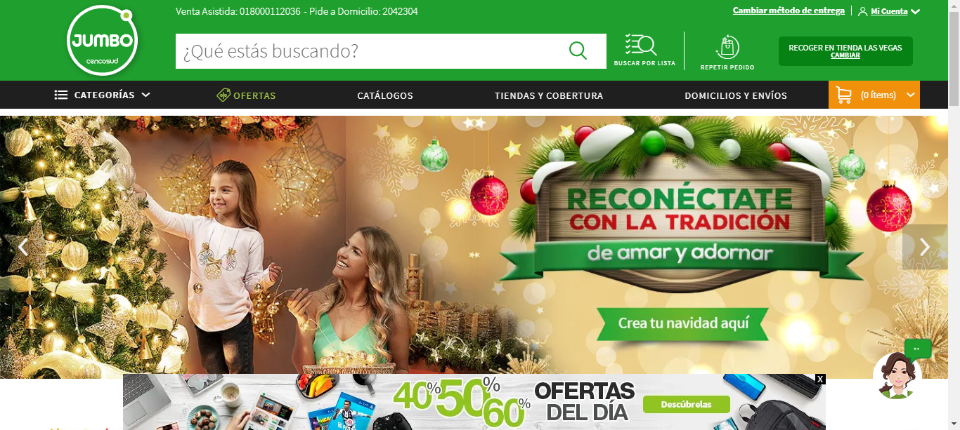 Venta Asistida: 018000112036 - Pide a Domicilio: 2042304
Cambiar método de entrega
Mi Cuenta
JUMBO
cencosud
¿Qué estás buscando?
BUSCAR POR LISTA
REPETIR PEDIDO
RECOGER EN TIENDA LAS VEGAS
CAMBIAR
CATEGORÍAS
OFERTAS
CATÁLOGOS
TIENDAS Y COBERTURA
DOMICILIOS Y ENVÍOS
(0 ítems)
RECONÉCTATE
CON LA TRADICIÓN
de amar y adornar
Crea tu navidad aquí
40% 50% 60%
OFERTAS
DEL DÍA
Descúbrelas
X